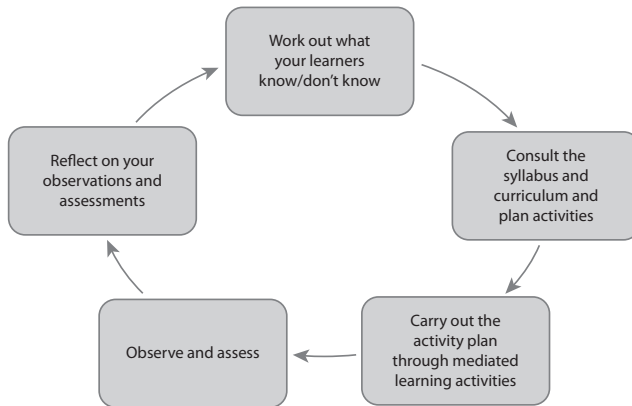 Work out what
your learners
know/don't know
Consult the
syllabus and
curriculum and
plan activities
Carry out the
activity plan
through mediated
learning activities
Observe and assess
Reflect on your
observations and
assessments